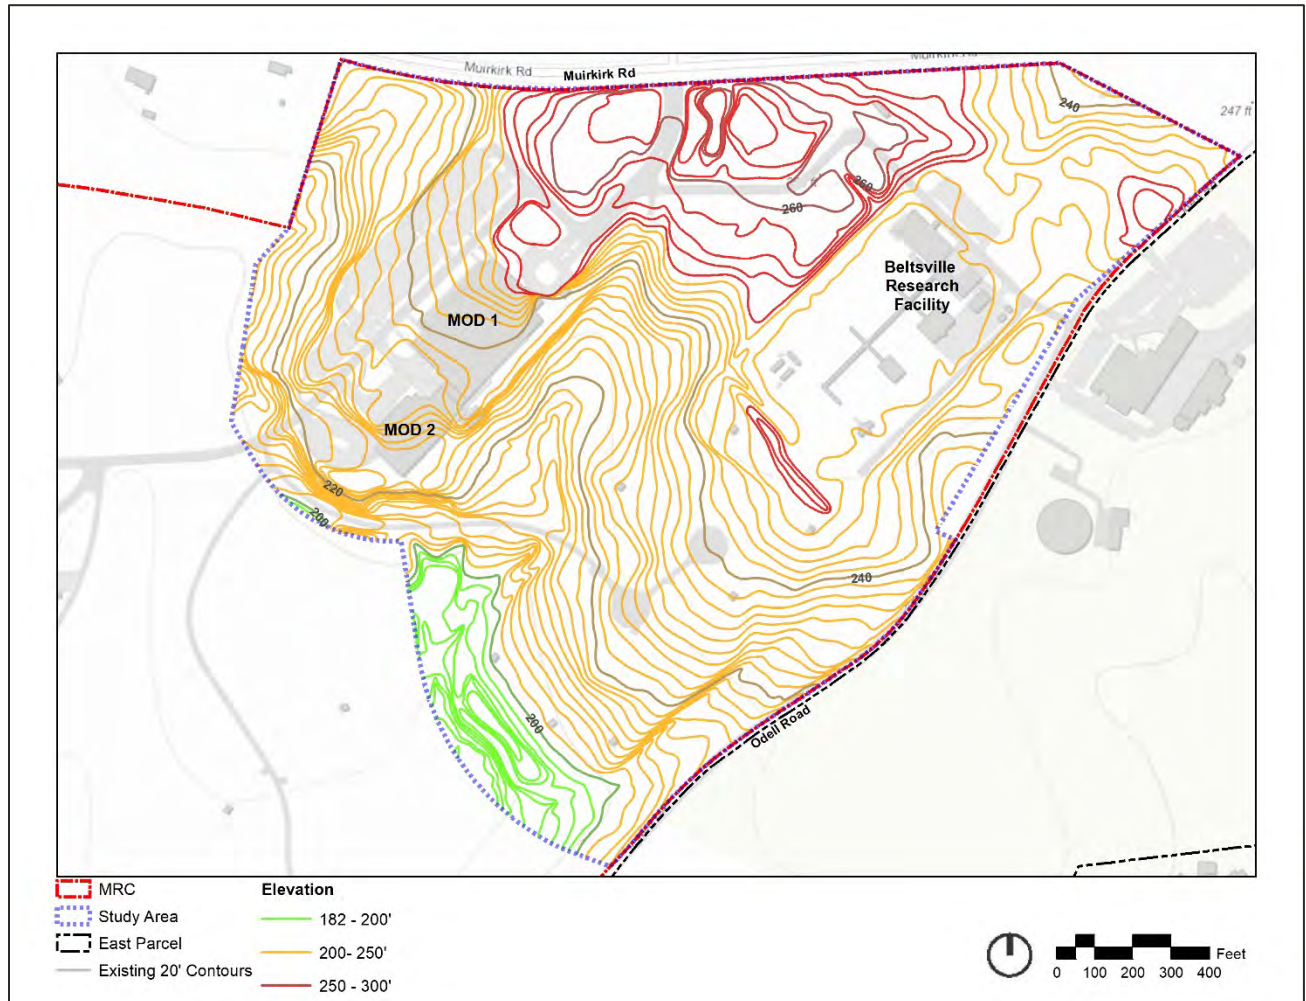 Muirkirk Rd
Muirkirk Rd
Muirkirk Rd
240
247 ft
260
260
Beltsville
Research
Facility
MOD 1
MOD 2
220
200
240
200
Odell Road
MRC
Study Area
East Parcel
Existing 20' Contours
Elevation
182 - 200'
200- 250'
250 - 300'
Feet
0 100 200 300 400